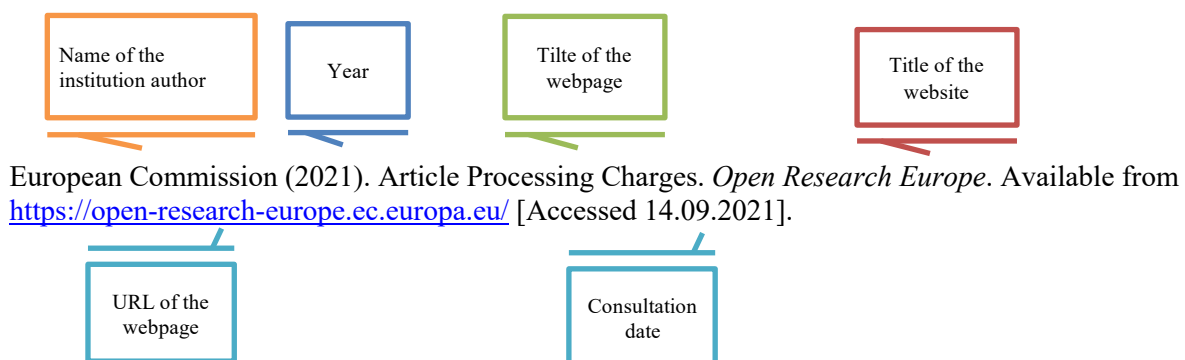 Name of the
institution author
Year
Tilte of the
webpage
Title of the
website
European Commission (2021). Article Processing Charges. Open Research Europe. Available from
https://open-research-europe.ec.europa.eu/ [Accessed 14.09.2021].
URL of the
webpage
Consultation
date